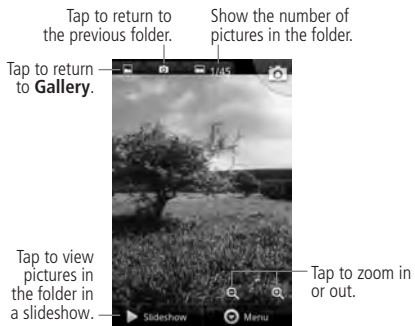 Tap to return to
the previous folder.
Show the number of
pictures in the folder.
Tap to return
to Gallery.
1/45
Tap to view
pictures in
the folder in
a slideshow.
Tap to zoom in
or out.
Slideshow
Menu